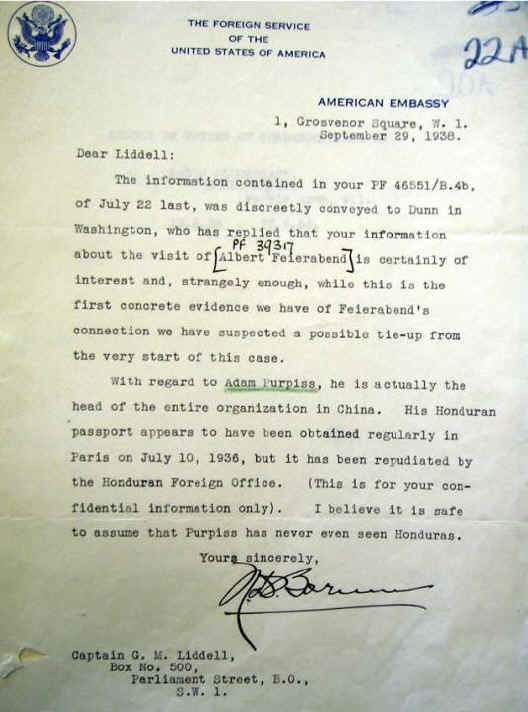 22A
THE FOREIGN SERVICE
OF THE
UNITED STATES OF AMERICA
AMERICAN EMBASSY
1, Grosvenor Square, W. 1.
September 29, 1938.
Dear Liddell:
The information contained in your PF 46551/B.4b,
of July 22 last, was discreetly conveyed to Dunn in
Washington, who has replied that your information
PF 39317
about the visit of [Albert Feierabend] is certainly of
interest and, strangely enough, while this is the
first concrete evidence we have of Feierabend's
connection we have suspected a possible tie-up from
the very start of this case.
With regard to Adam Purpiss, he is actually the
head of the entire organization in China. His Honduran
passport appears to have been obtained regularly in
Paris on July 10, 1936, but it has been repudiated by
the Honduran Foreign Office. (This is for your con-
fidential information only). I believe it is safe
to assume that Purpiss has never even seen Honduras.
Yours sincerely,
Captain G. M. Liddell,
Box No. 500,
Parliament Street, B.O.,
S.W. 1.